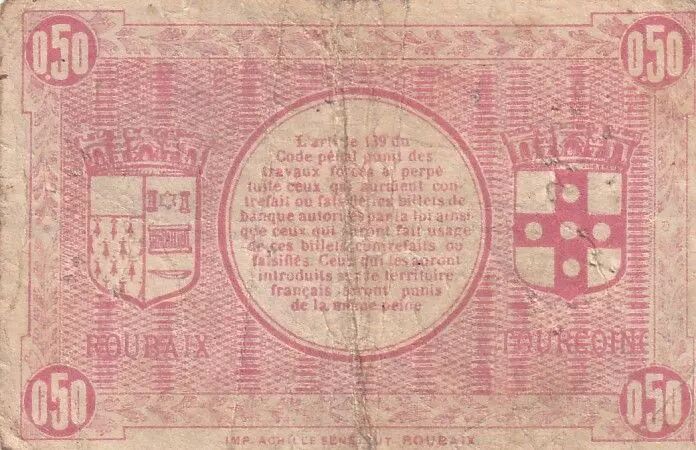 0.50
0.50
L'article 139 du
Code pénal punit des
travaux forcés à perpé
tuité ceux qui auraient con-
trefait ou falsifié les billets de
banque autorisés par la loi ainsi
que ceux qui auront fait usage
de ces billets contrefaits ou
falsifiés. Ceux qui les auront
introduits sur le territoire
français seront punis
de la même peine
ROUBAIX
TOURCOING
0.50
0.50
IMP. ACHILLE ROUBAIX